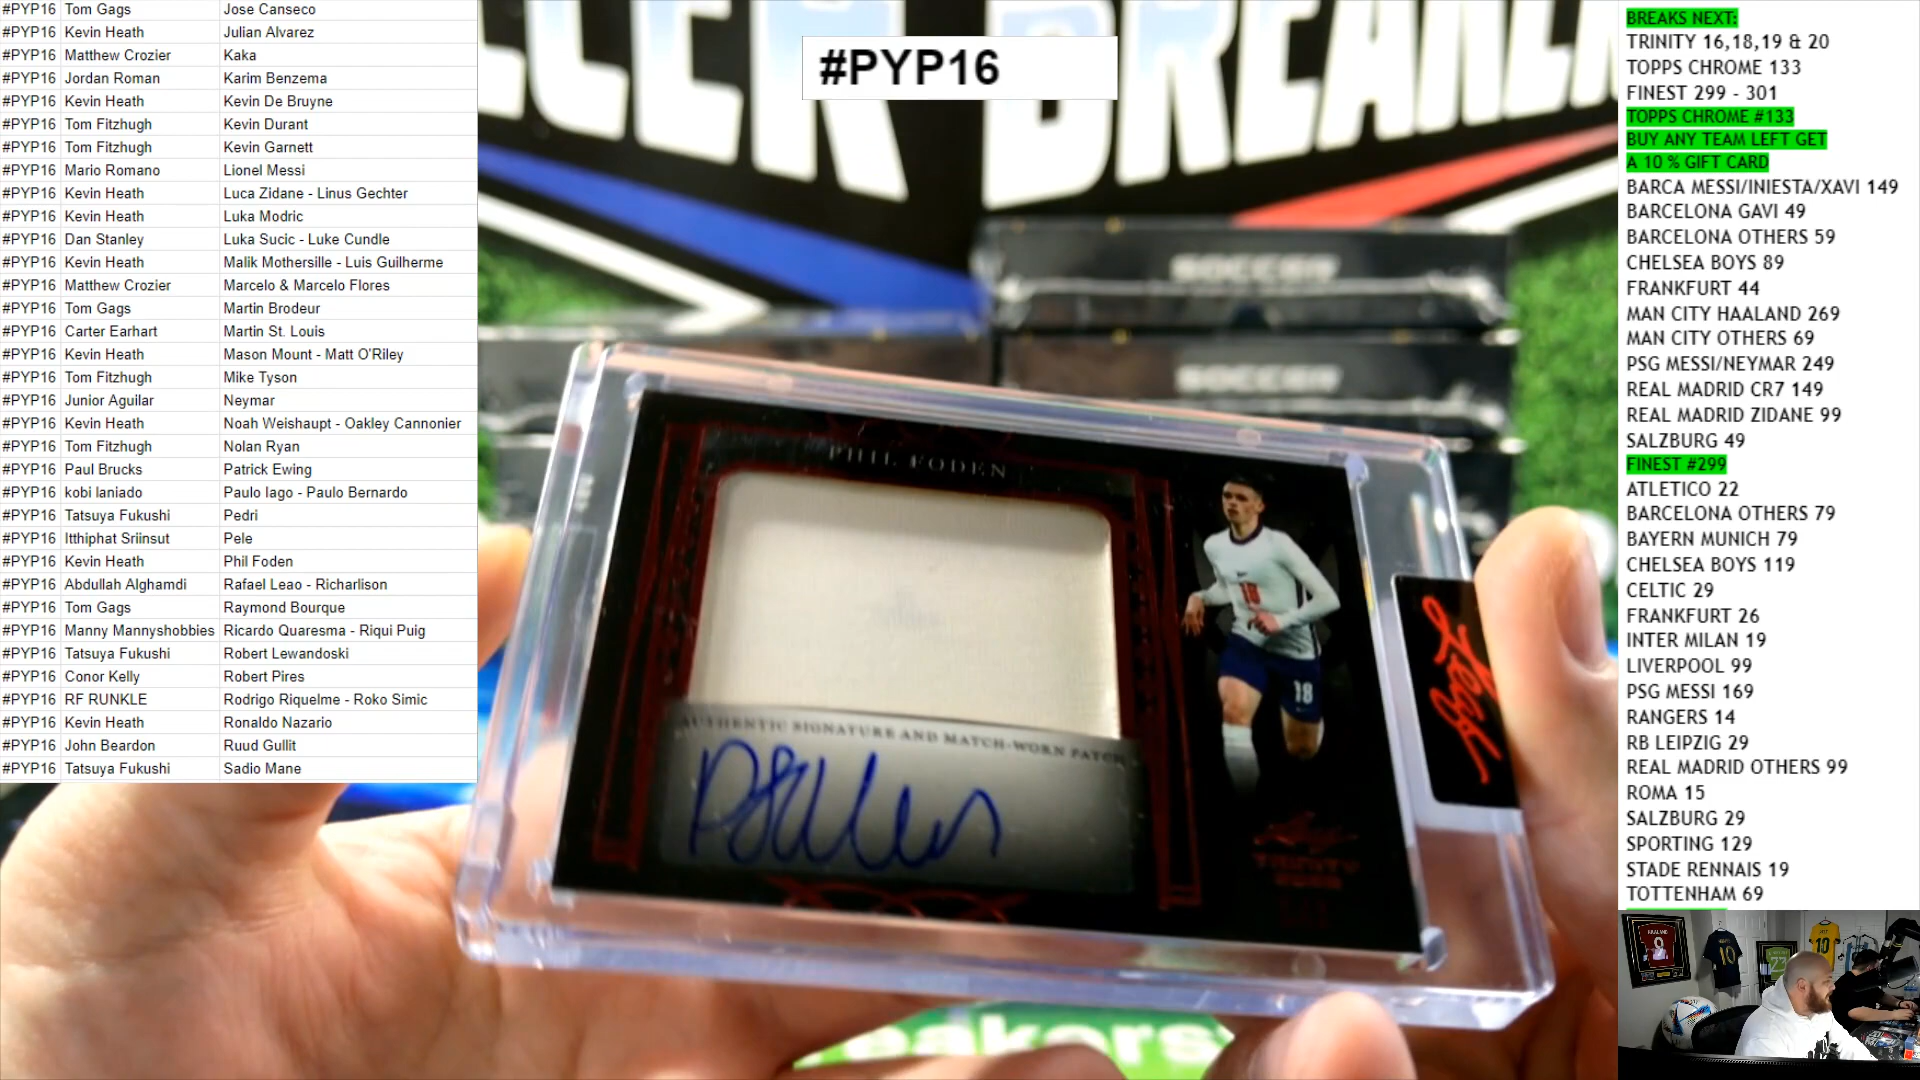 #PYP16 Tom Gags Jose Canseco
#PYP16 Kevin Heath Julian Alvarez
#PYP16 Matthew Crozier Kaka
#PYP16 Jordan Roman Karim Benzema
#PYP16 Kevin Heath Kevin De Bruyne
#PYP16 Tom Fitzhugh Kevin Durant
#PYP16 Tom Fitzhugh Kevin Garnett
#PYP16 Mario Romano Lionel Messi
#PYP16 Kevin Heath Luca Zidane - Linus Gechter
#PYP16 Kevin Heath Luka Modric
#PYP16 Dan Stanley Luka Sucic - Luke Cundle
#PYP16 Kevin Heath Malik Mothersille - Luis Guilherme
#PYP16 Matthew Crozier Marcelo & Marcelo Flores
#PYP16 Tom Gags Martin Brodeur
#PYP16 Carter Earhart Martin St. Louis
#PYP16 Kevin Heath Mason Mount - Matt O'Riley
#PYP16 Tom Fitzhugh Mike Tyson
#PYP16 Junior Aguilar Neymar
#PYP16 Kevin Heath Noah Weishaupt - Oakley Cannonier
#PYP16 Tom Fitzhugh Nolan Ryan
#PYP16 Paul Brucks Patrick Ewing
#PYP16 kobi laniado Paulo Iago - Paulo Bernardo
#PYP16 Tatsuya Fukushi Pedri
#PYP16 Itthiphat Sriinsut Pele
#PYP16 Kevin Heath Phil Foden
#PYP16 Abdullah Alghamdi Rafael Leao - Richarlison
#PYP16 Tom Gags Raymond Bourque
#PYP16 Manny Mannyshobbies Ricardo Quaresma - Riqui Puig
#PYP16 Tatsuya Fukushi Robert Lewandoski
#PYP16 Conor Kelly Robert Pires
#PYP16 RF RUNKLE Rodrigo Riquelme - Roko Simic
#PYP16 Kevin Heath Ronaldo Nazario
#PYP16 John Beardon Ruud Gullit
#PYP16 Tatsuya Fukushi Sadio Mane
#PYP16
BREAKER
SOCCER
SOCCER
PHIL FODEN
AUTHENTIC SIGNATURE AND MATCH-WORN PATCH
18
18
Leaf
TRINITY
Leaf
eakers
BREAKS NEXT:
TRINITY 16,18,19 & 20
TOPPS CHROME 133
FINEST 299 - 301
TOPPS CHROME #133
BUY ANY TEAM LEFT GET
A 10 % GIFT CARD
BARCA MESSI/INIESTA/XAVI 149
BARCELONA GAVI 49
BARCELONA OTHERS 59
CHELSEA BOYS 89
FRANKFURT 44
MAN CITY HAALAND 269
MAN CITY OTHERS 69
PSG MESSI/NEYMAR 249
REAL MADRID CR7 149
REAL MADRID ZIDANE 99
SALZBURG 49
FINEST #299
ATLETICO 22
BARCELONA OTHERS 79
BAYERN MUNICH 79
CHELSEA BOYS 119
CELTIC 29
FRANKFURT 26
INTER MILAN 19
LIVERPOOL 99
PSG MESSI 169
RANGERS 14
RB LEIPZIG 29
REAL MADRID OTHERS 99
ROMA 15
SALZBURG 29
SPORTING 129
STADE RENNAIS 19
TOTTENHAM 69
HAALAND
9
10
23
10